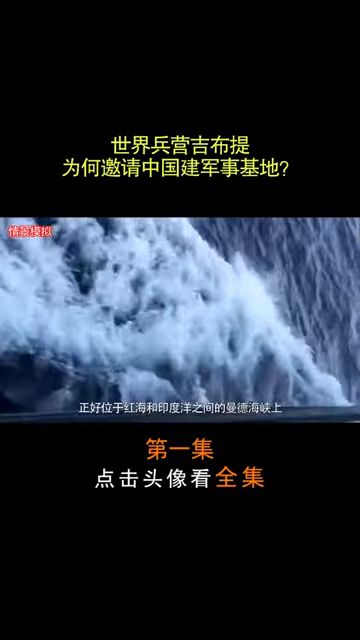 世界兵营吉布提
为何邀请中国建军事基地？
情景模拟
正好位于红海和印度洋之间的曼德海峡上
第一集
点击头像看全集